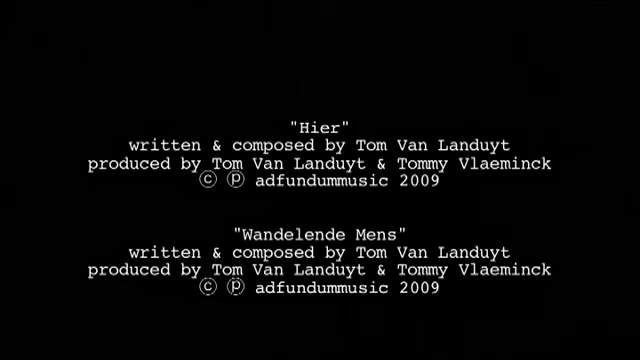 "Hier"
written & composed by Tom Van Landuyt
produced by Tom Van Landuyt & Tommy Vlaeminck
© ℗ adfundummusic 2009
"Wandelende Mens"
written & composed by Tom Van Landuyt
produced by Tom Van Landuyt & Tommy Vlaeminck
© ℗ adfundummusic 2009